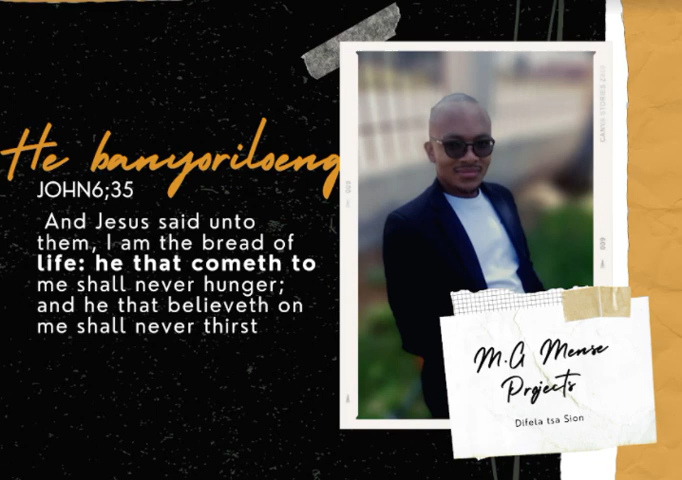 He banyoriloeng
JOHN6;35
And Jesus said unto
them, I am the bread of
life: he that cometh to
me shall never hunger;
and he that believeth on
me shall never thirst
M.G Mense
Projects
Difela tsa Sion